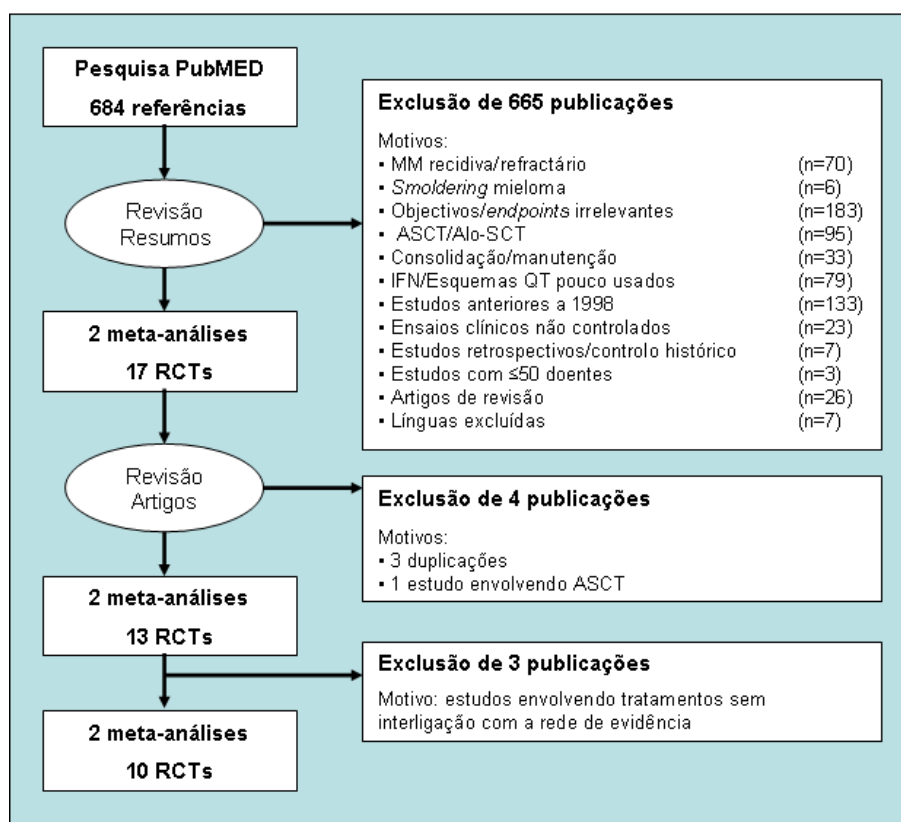 Pesquisa PubMED
684 referências
Exclusão de 665 publicações
Motivos:
▪ MM recidiva/refractário (n=70)
▪ Smoldering mieloma (n=6)
▪ Objectivos/endpoints irrelevantes (n=183)
▪ ASCT/Alo-SCT (n=95)
▪ Consolidação/manutenção (n=33)
▪ IFN/Esquemas QT pouco usados (n=79)
▪ Estudos anteriores a 1998 (n=133)
▪ Ensaios clínicos não controlados (n=23)
▪ Estudos retrospectivos/controlo histórico (n=7)
▪ Estudos com ≤50 doentes (n=3)
▪ Artigos de revisão (n=26)
▪ Línguas excluídas (n=7)
Revisão
Resumos
2 meta-análises
17 RCTs
Revisão
Artigos
Exclusão de 4 publicações
Motivos:
▪ 3 duplicações
▪ 1 estudo envolvendo ASCT
2 meta-análises
13 RCTs
Exclusão de 3 publicações
Motivo: estudos envolvendo tratamentos sem
interligação com a rede de evidência
2 meta-análises
10 RCTs